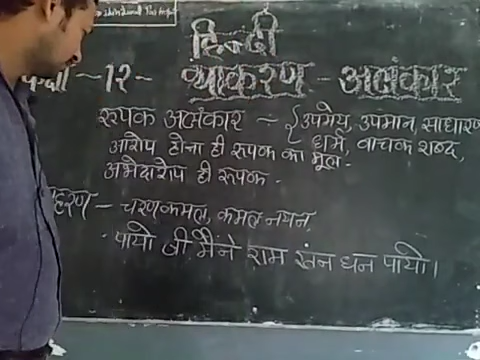 हिन्दी
कक्षा - 12 - व्याकरण - अलंकार
रूपक अलंकार - { उपमेय, उपमान, साधारण
आरोप होना ही रूपक का मूल. धर्म, वाचक शब्द,
अभेदारोप ही रूपक.
हरण - चरणकमल, कमल नयन,
पायो जी मैंने राम रतन धन पायो।